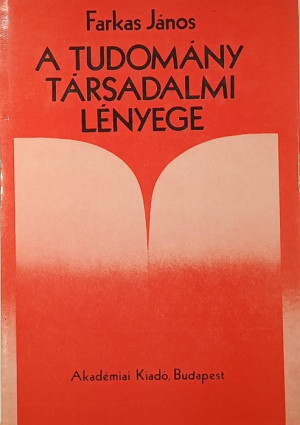 Farkas János
A TUDOMÁNY
TÁRSADALMI
LÉNYEGE
Akadémiai Kiadó, Budapest